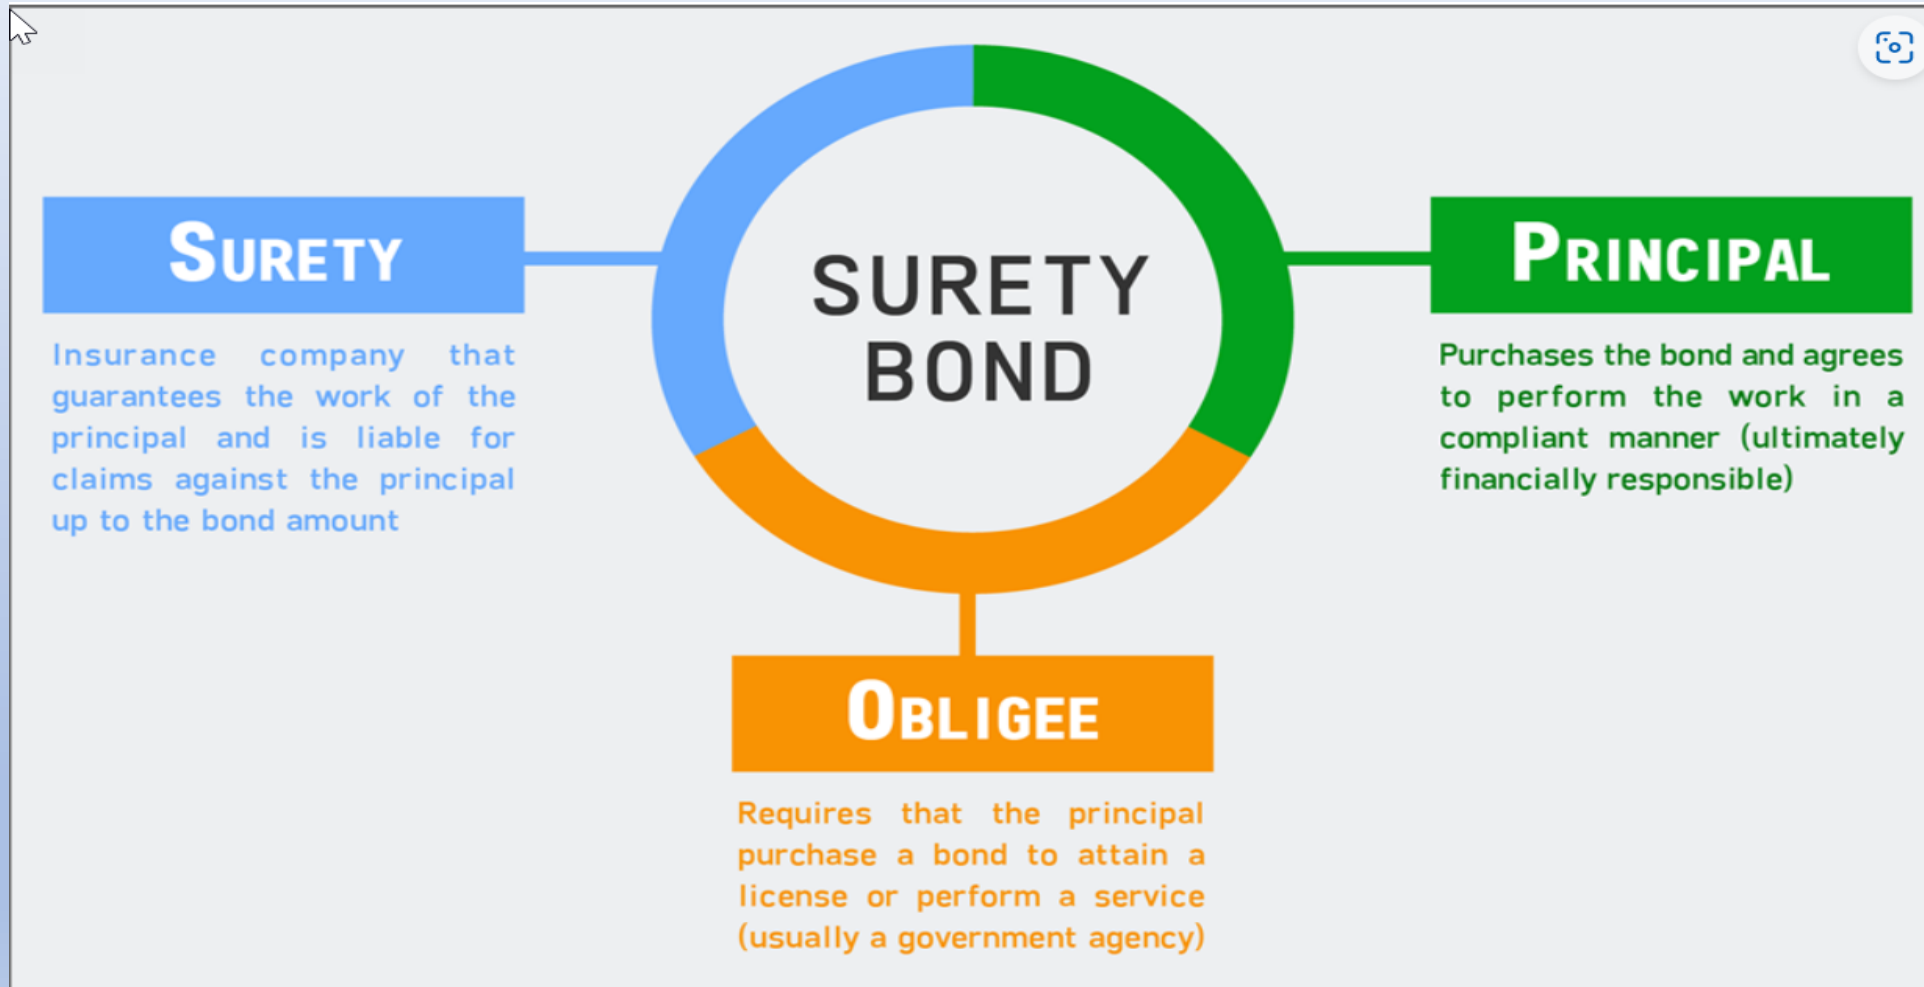 SURETY
BOND
SURETY
Insurance company that
guarantees the work of the
principal and is liable for
claims against the principal
up to the bond amount
PRINCIPAL
Purchases the bond and agrees
to perform the work in a
compliant manner (ultimately
financially responsible)
OBLIGEE
Requires that the principal
purchase a bond to attain a
license or perform a service
(usually a government agency)